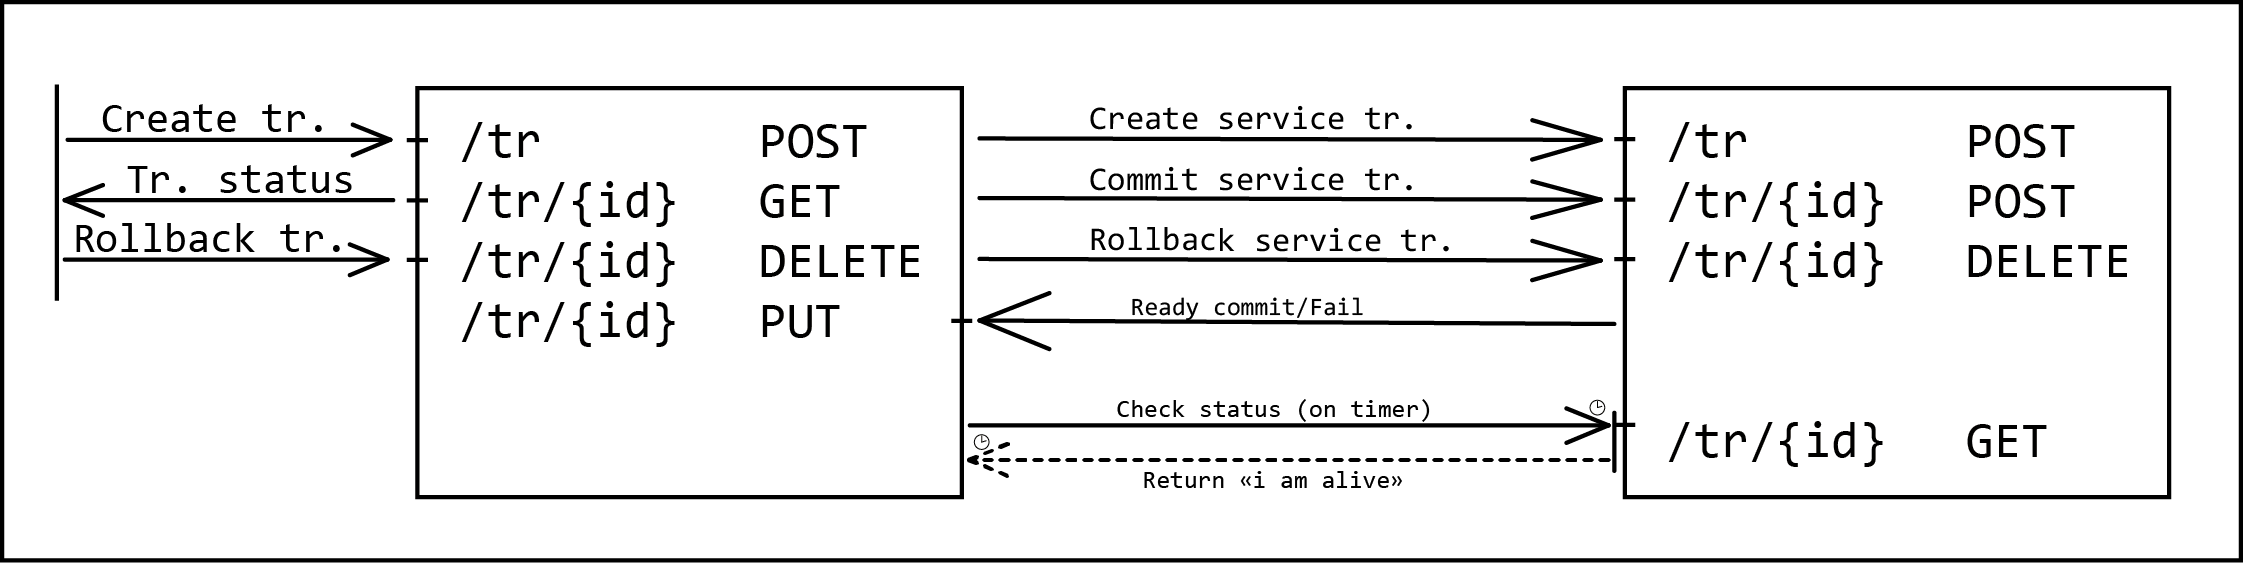 Create tr.
Tr. status
Rollback tr.
/tr POST
/tr/{id} GET
/tr/{id} DELETE
/tr/{id} PUT
Create service tr.
Commit service tr.
Rollback service tr.
Ready commit/Fail
Check status (on timer)
Return «i am alive»
/tr POST
/tr/{id} POST
/tr/{id} DELETE
/tr/{id} GET